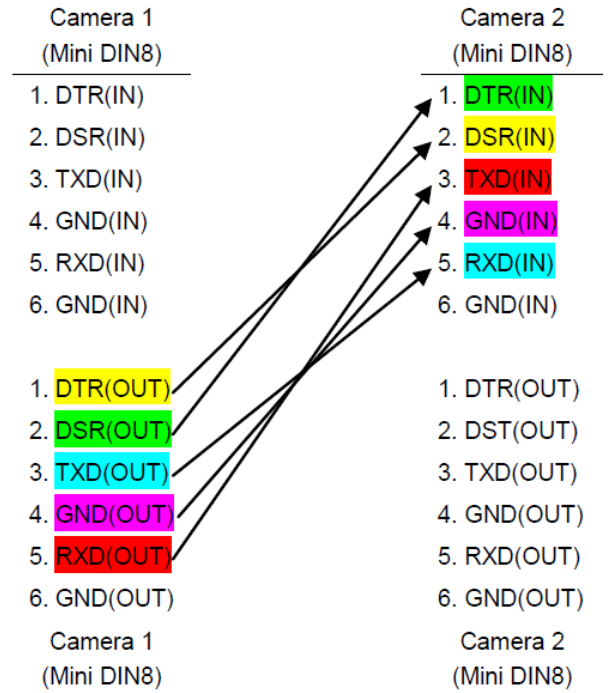 Camera 1
(Mini DIN8)
1. DTR(IN)
2. DSR(IN)
3. TXD(IN)
4. GND(IN)
5. RXD(IN)
6. GND(IN)
1. DTR(OUT)
2. DSR(OUT)
3. TXD(OUT)
4. GND(OUT)
5. RXD(OUT)
6. GND(OUT)
Camera 1
(Mini DIN8)
Camera 2
(Mini DIN8)
1. DTR(IN)
2. DSR(IN)
3. TXD(IN)
4. GND(IN)
5. RXD(IN)
6. GND(IN)
1. DTR(OUT)
2. DST(OUT)
3. TXD(OUT)
4. GND(OUT)
5. RXD(OUT)
6. GND(OUT)
Camera 2
(Mini DIN8)